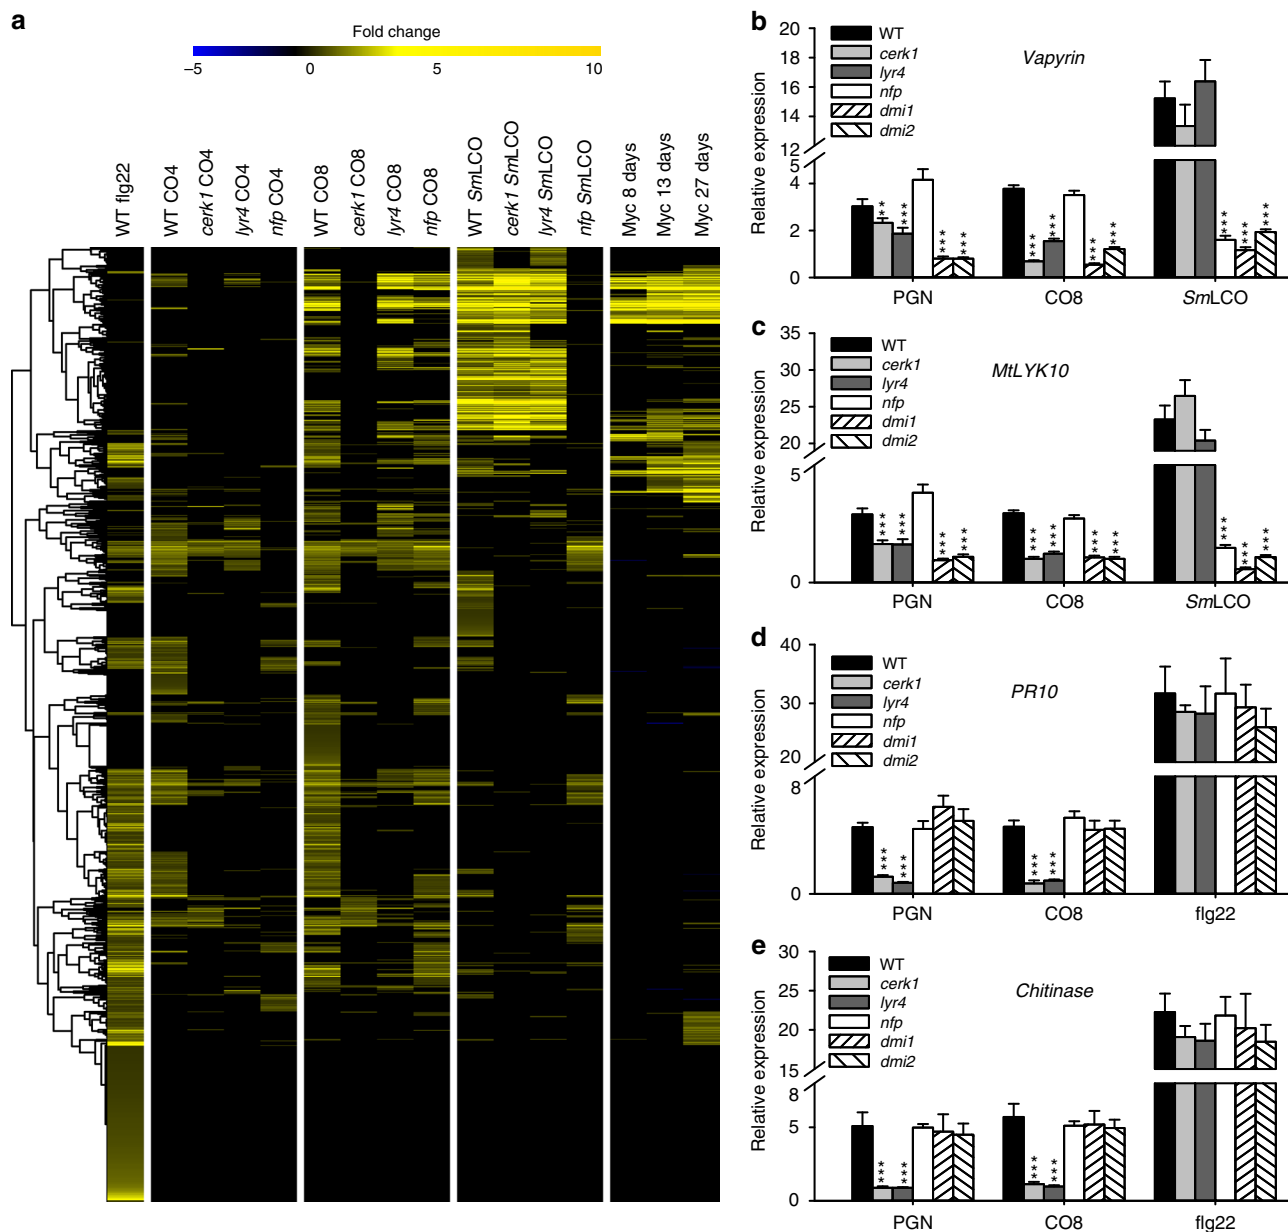 a
Fold change
−5 0 5 10
WT flg22
WT CO4
cerk1 CO4
lyr4 CO4
nfp CO4
WT CO8
cerk1 CO8
lyr4 CO8
nfp CO8
WT SmLCO
cerk1 SmLCO
lyr4 SmLCO
nfp SmLCO
Myc 8 days
Myc 13 days
Myc 27 days
b
Vapyrin
WT
cerk1
lyr4
nfp
dmi1
dmi2
Relative expression
20
18
16
14
12
5
4
2
0
** *** *** *** *** *** *** *** *** *** ***
PGN CO8 SmLCO
c
MtLYK10
WT
cerk1
lyr4
nfp
dmi1
dmi2
Relative expression
35
30
25
20
5
0
*** *** *** *** *** *** *** *** *** *** ***
PGN CO8 SmLCO
d
PR10
WT
cerk1
lyr4
nfp
dmi1
dmi2
Relative expression
40
30
20
8
0
*** *** *** ***
PGN CO8 flg22
e
Chitinase
WT
cerk1
lyr4
nfp
dmi1
dmi2
Relative expression
30
25
20
15
8
5
0
*** *** *** ***
PGN CO8 flg22